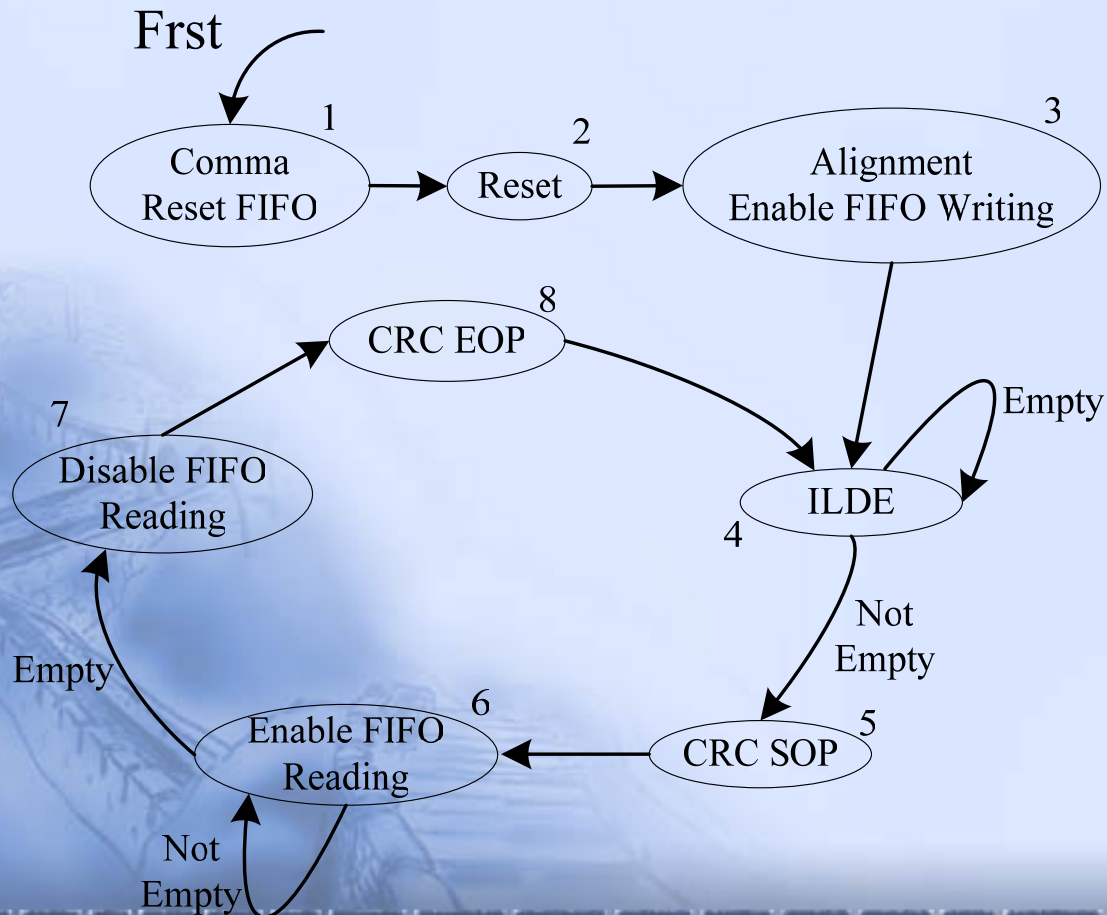 Frst
1
Comma
Reset FIFO
2
Reset
3
Alignment
Enable FIFO Writing
8
CRC EOP
Empty
7
Disable FIFO
Reading
ILDE
4
Not
Empty
Empty
6
Enable FIFO
Reading
5
CRC SOP
Not
Empty